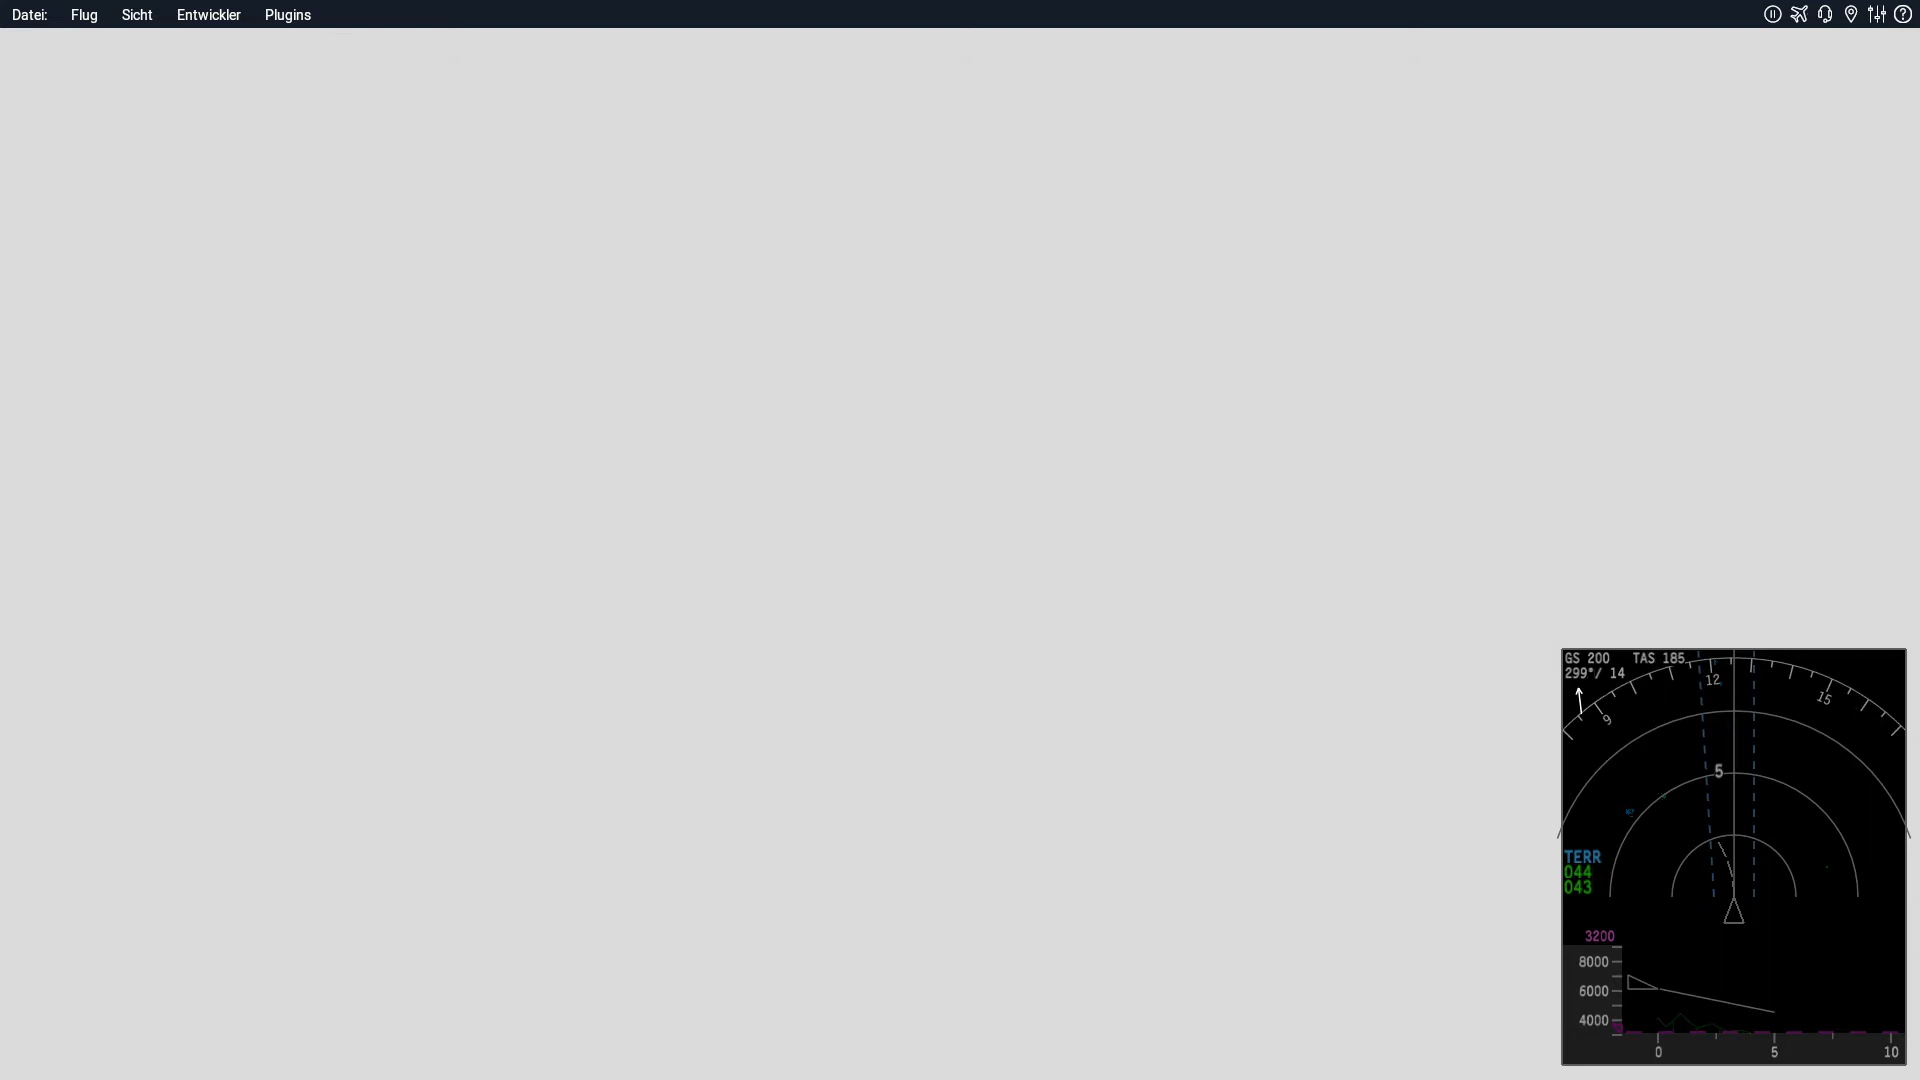 Datei: Flug Sicht Entwickler Plugins
GS 200 TAS 185
299°/ 14
12
15
9
5
TERR
044
043
3200
8000
6000
4000
0 5 10